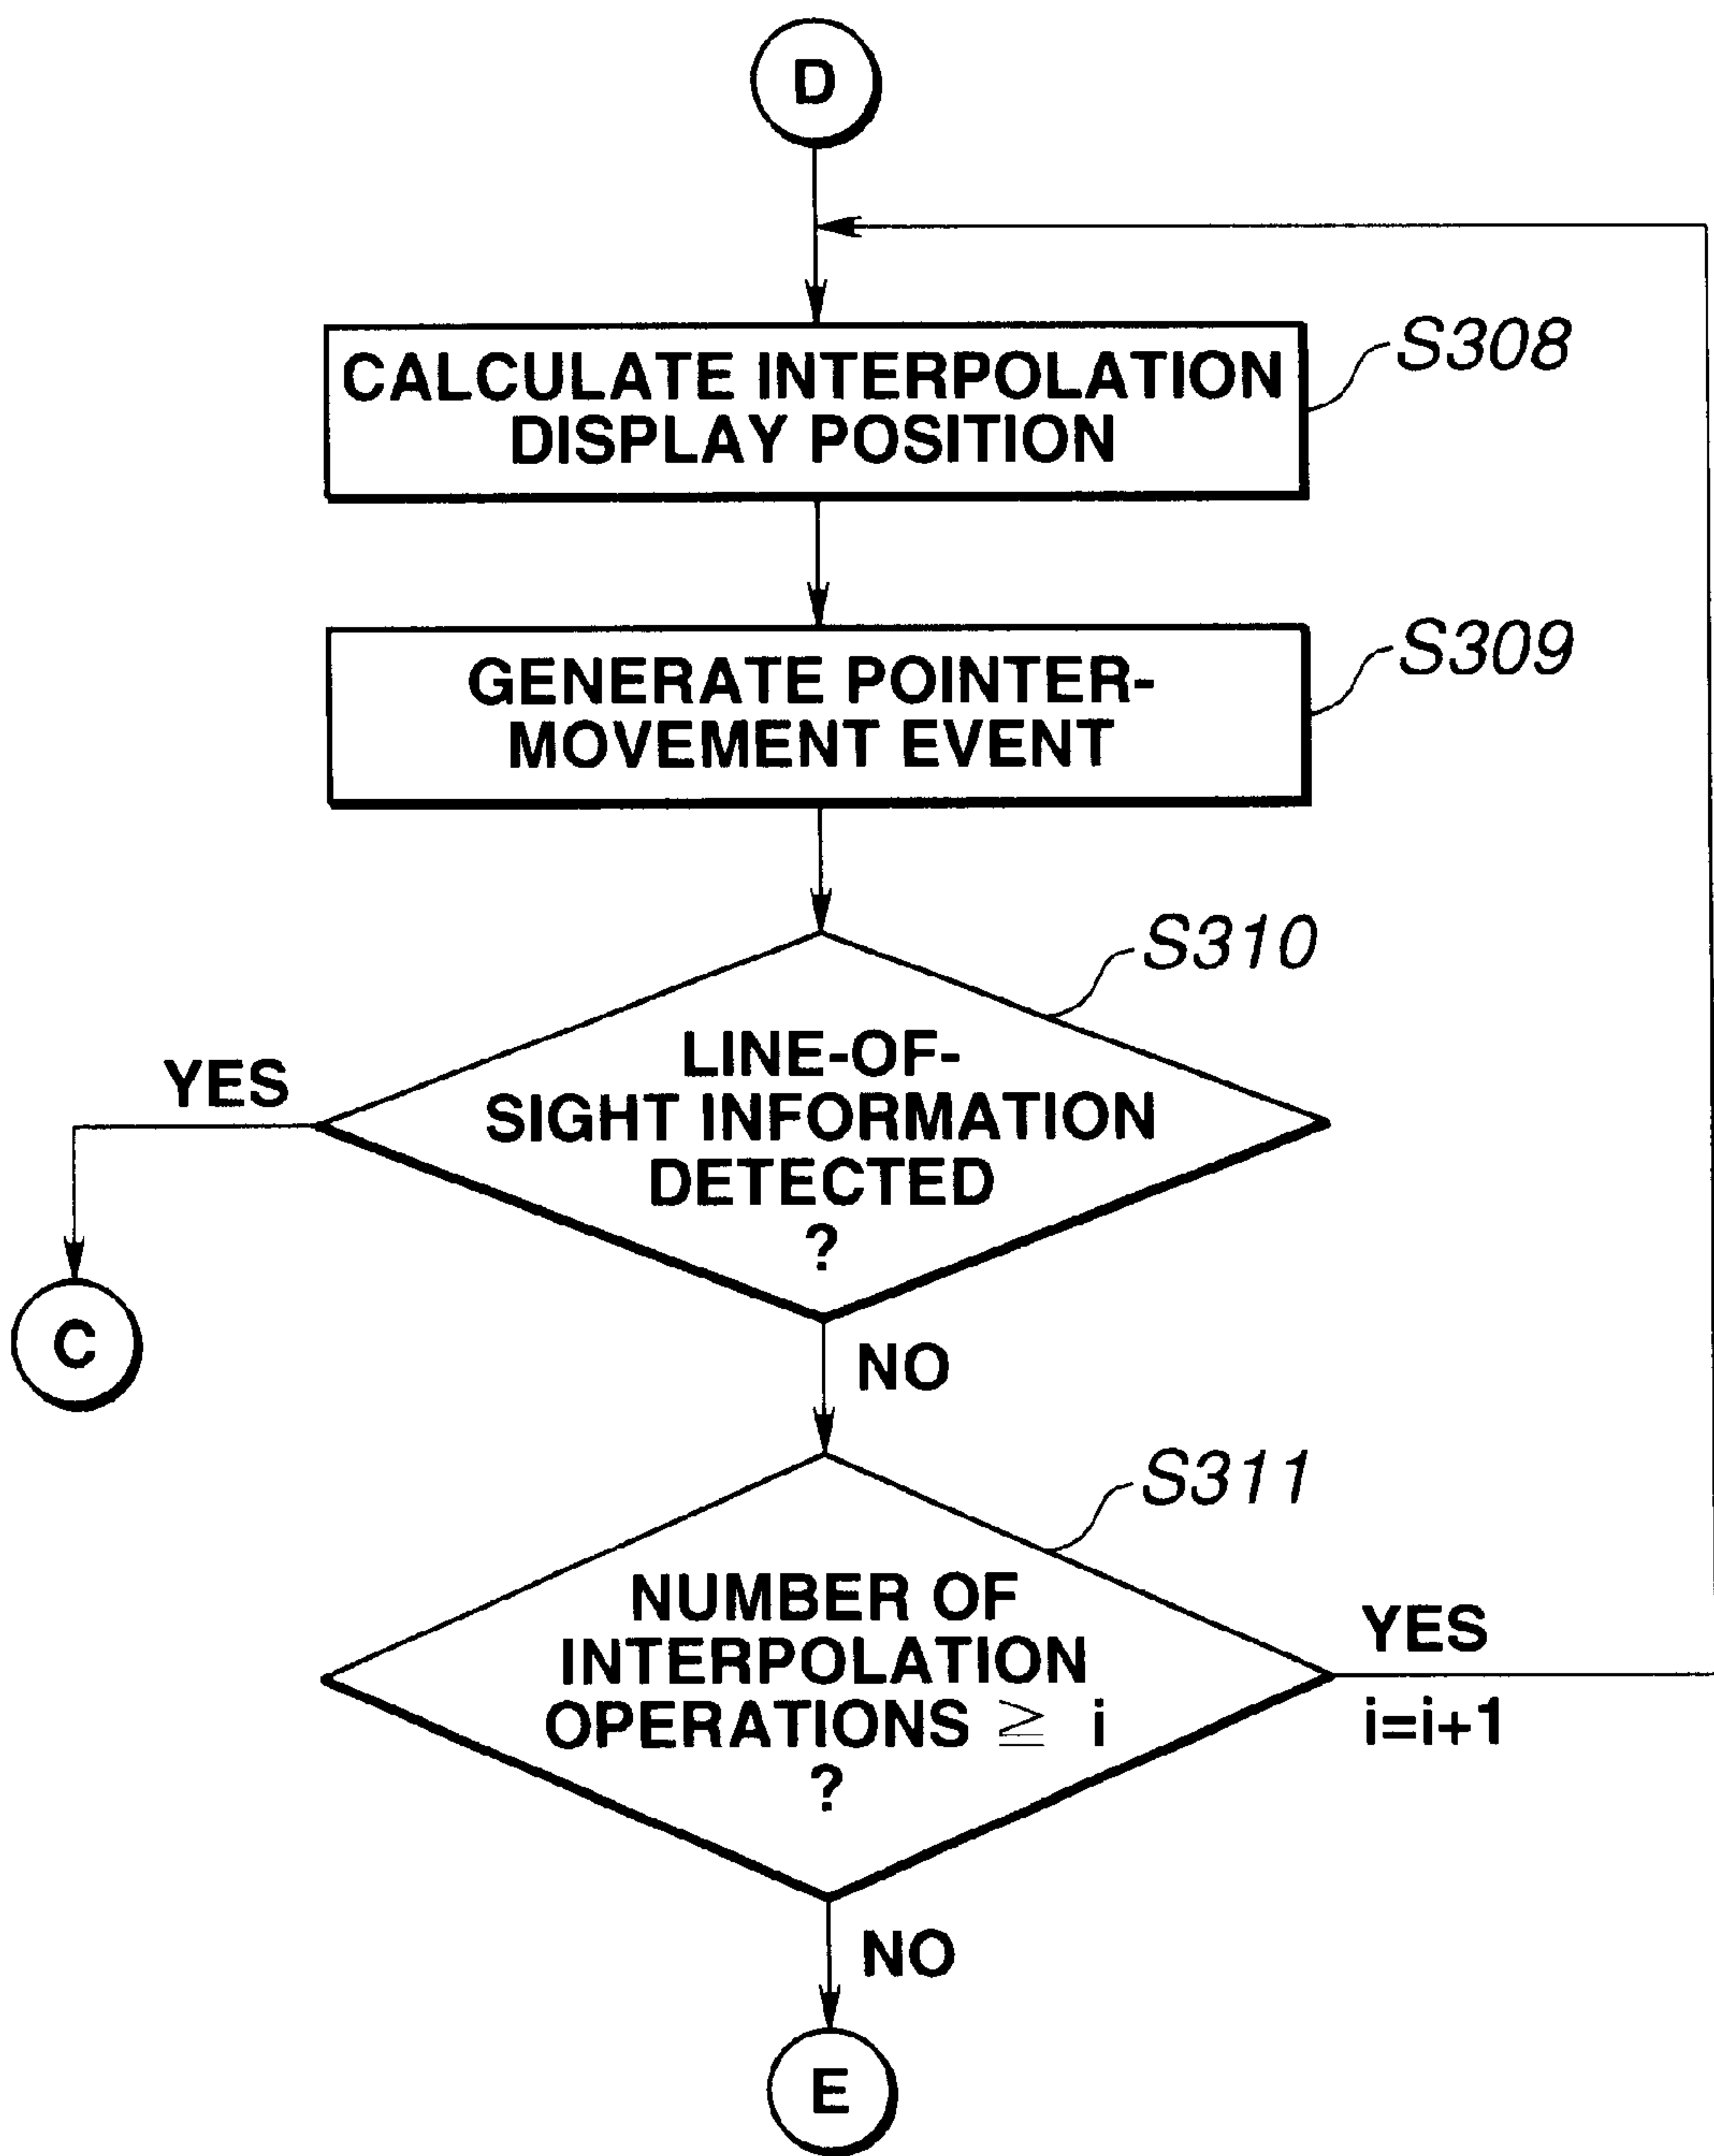 D
CALCULATE INTERPOLATION
DISPLAY POSITION
S308
GENERATE POINTER-
MOVEMENT EVENT
S309
S310
LINE-OF-
SIGHT INFORMATION
DETECTED
?
YES
C
NO
S311
NUMBER OF
INTERPOLATION
OPERATIONS ≧ i
?
YES
i=i+1
NO
E